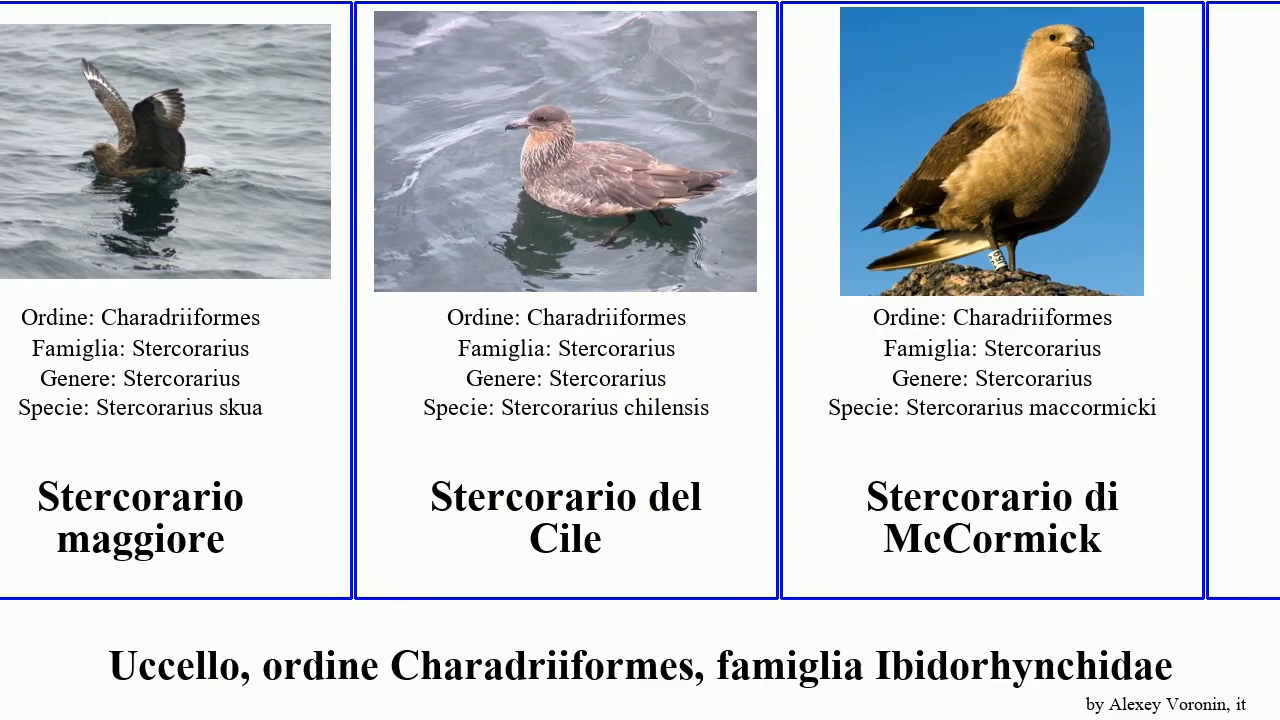 Ordine: Charadriiformes
Famiglia: Stercorarius
Genere: Stercorarius
Specie: Stercorarius skua
Stercorario
maggiore
Ordine: Charadriiformes
Famiglia: Stercorarius
Genere: Stercorarius
Specie: Stercorarius chilensis
Stercorario del
Cile
Ordine: Charadriiformes
Famiglia: Stercorarius
Genere: Stercorarius
Specie: Stercorarius maccormicki
Stercorario di
McCormick
Uccello, ordine Charadriiformes, famiglia Ibidorhynchidae
by Alexey Voronin, it